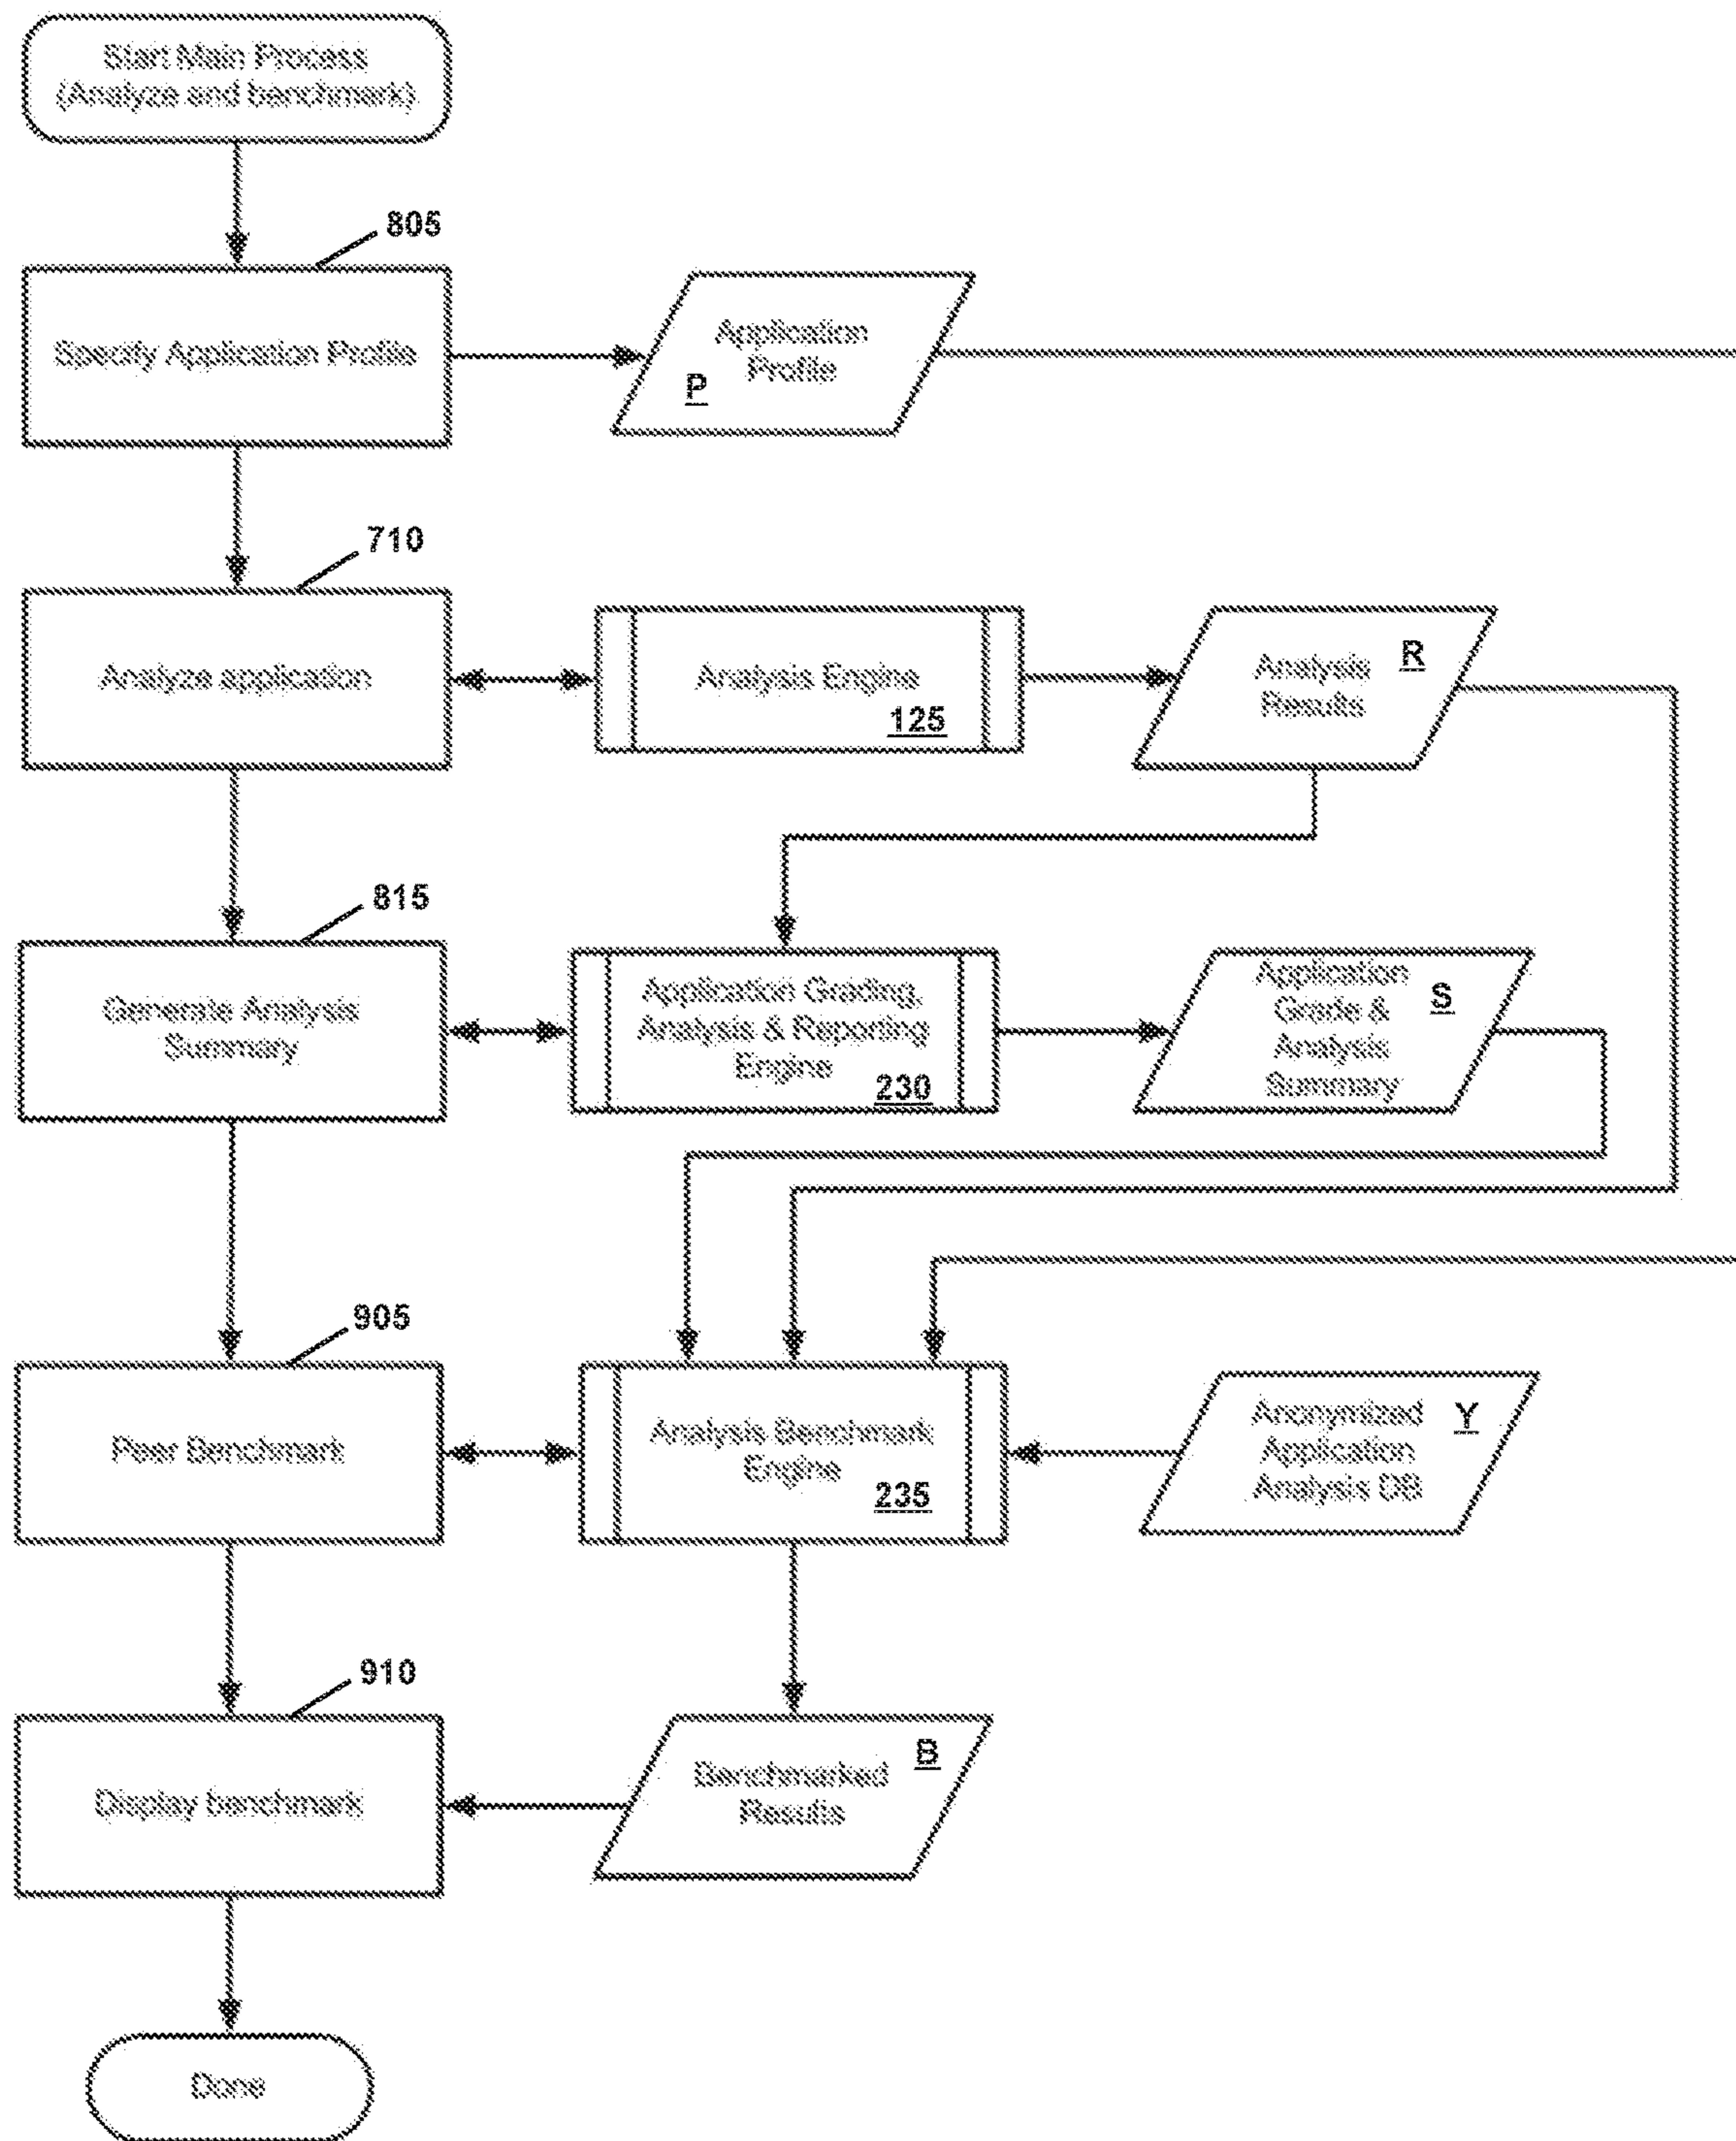 Start Main Process
(Analyze and benchmark)
805
Specify Application Profile
Application
Profile
P
710
Analyze application
Analysis Engine
125
Analysis
Results
R
815
Generate Analysis
Summary
Application Grading,
Analysis & Reporting
Engine
230
Application
Grade &
Analysis
Summary
S
905
Peer Benchmark
Analysis Benchmark
Engine
235
Anonymized
Application
Analysis DB
Y
910
Display benchmark
Benchmarked
Results
B
Done